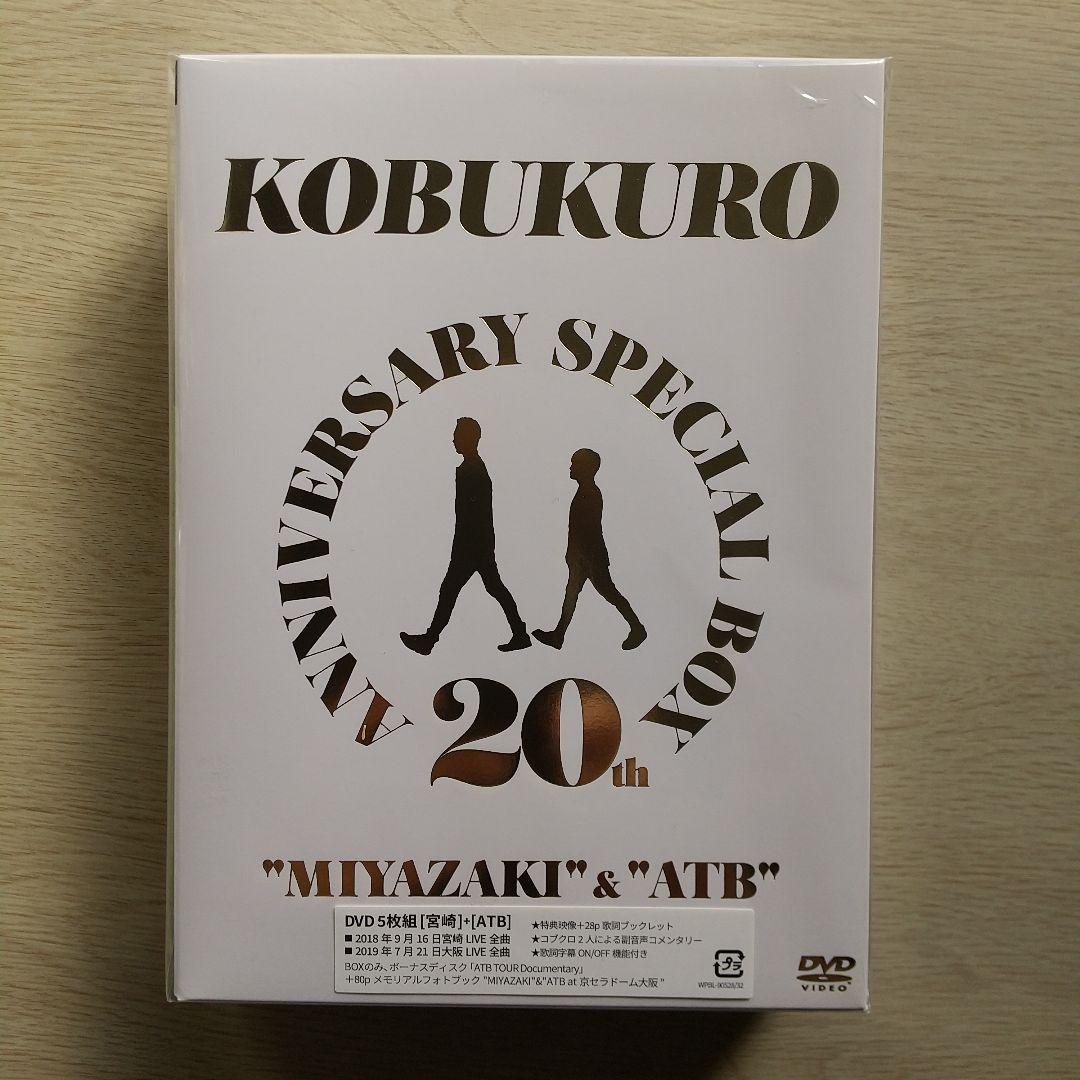 KOBUKURO
ANNIVERSARY SPECIAL BOX
20th
"MIYAZAKI" & "ATB"
DVD 5枚組 [宮崎]+[ATB]
■ 2018 年 9 月 16 日宮崎 LIVE 全曲
■ 2019 年 7 月 21 日大阪 LIVE 全曲
★特典映像+28p 歌詞ブックレット
★コブクロ 2 人による副音声コメンタリー
★歌詞字幕 ON/OFF 機能付き
BOXのみ、ボーナスディスク「ATB TOUR Documentary」
+80p メモリアルフォトブック "MIYAZAKI"&"ATB at 京セラドーム大阪 "
プラ
WPBL-90528/32
DVD
VIDEO